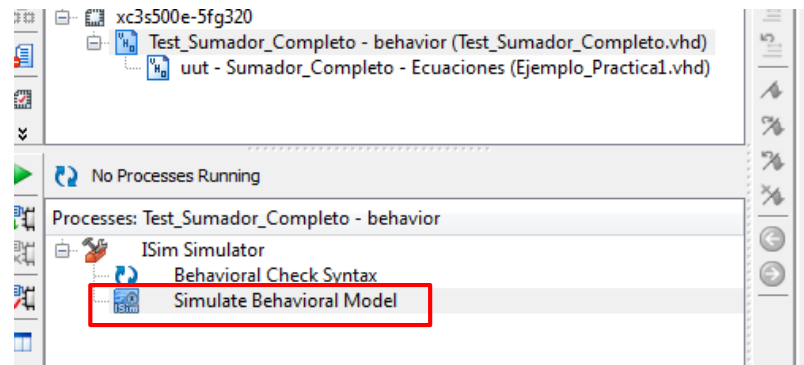 xc3s500e-5fg320
Test_Sumador_Completo - behavior (Test_Sumador_Completo.vhd)
uut - Sumador_Completo - Ecuaciones (Ejemplo_Practica1.vhd)
No Processes Running
Processes: Test_Sumador_Completo - behavior
ISim Simulator
Behavioral Check Syntax
Simulate Behavioral Model